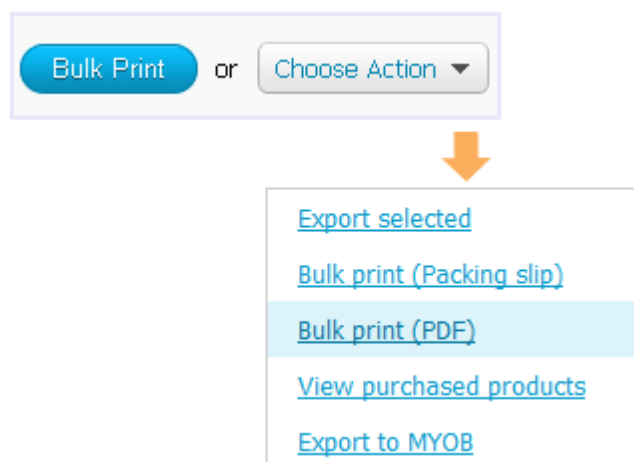 Bulk Print or Choose Action
Export selected
Bulk print (Packing slip)
Bulk print (PDF)
View purchased products
Export to MYOB